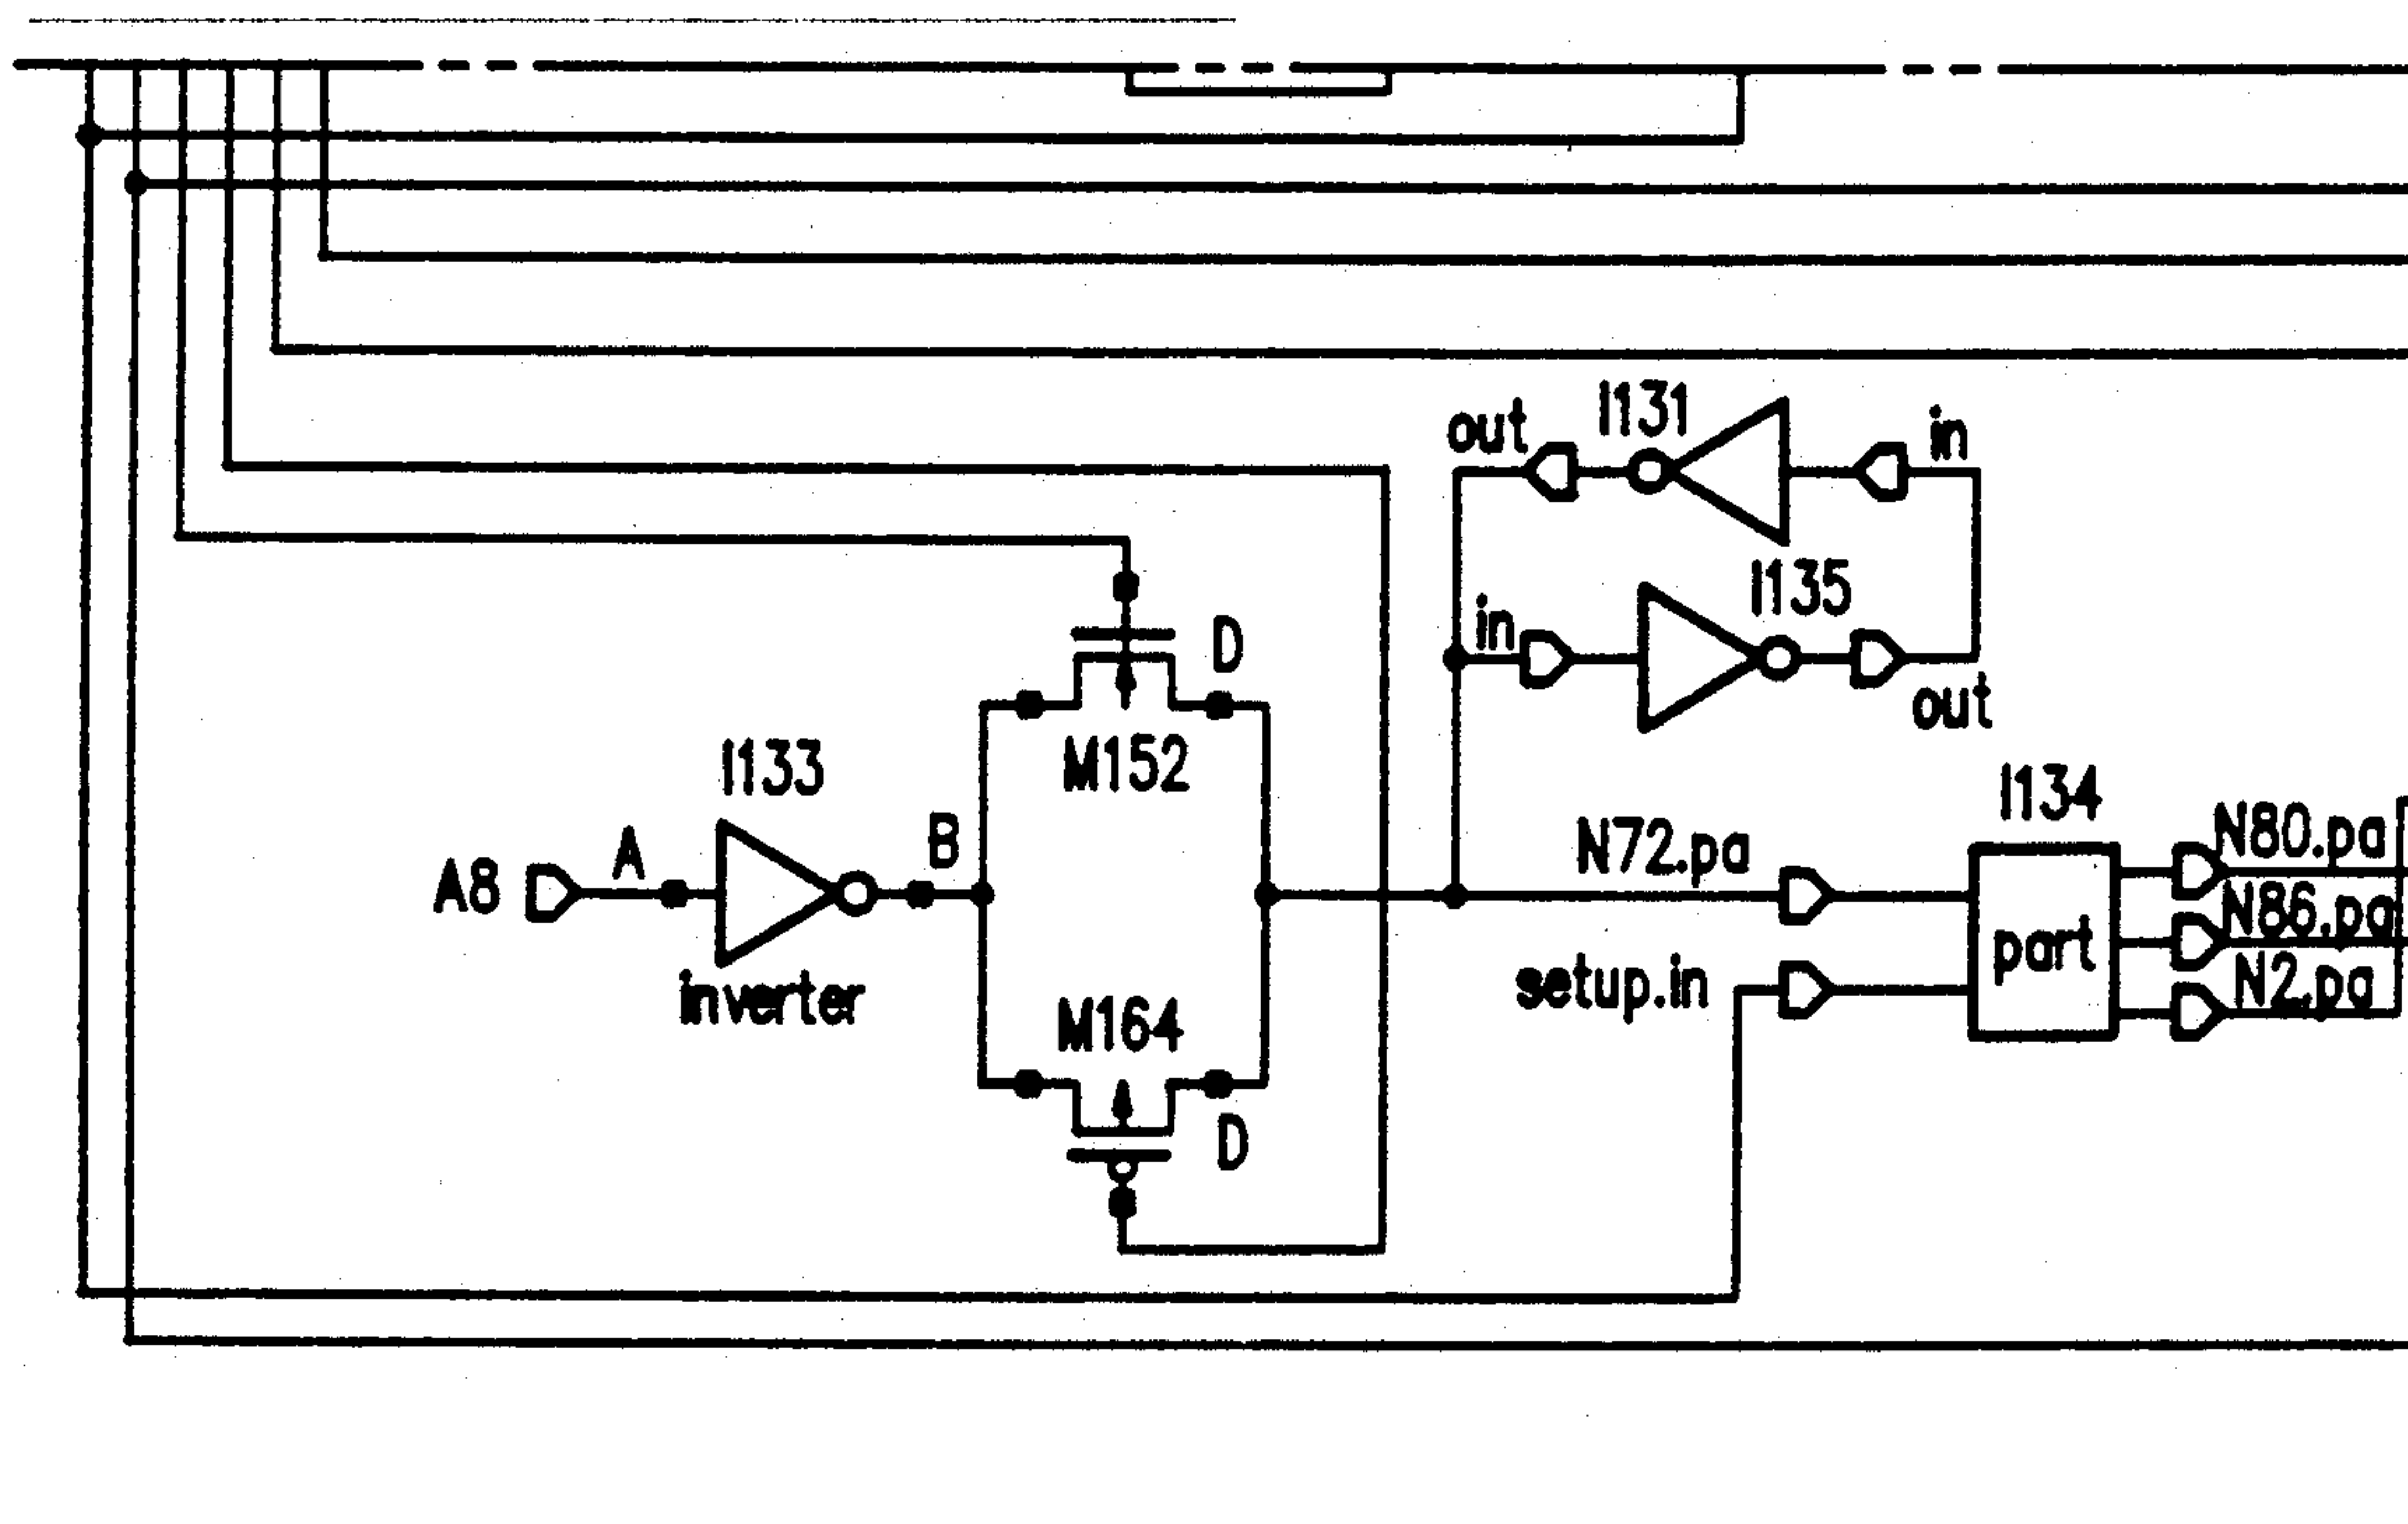 out
I131
in
in
I135
out
D
M152
I133
A8
A
B
inverter
M164
D
N72.pa
setup.in
I134
part
N80.pa
N86.pa
N2.pa